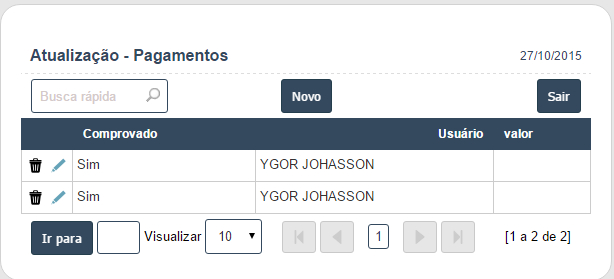 Atualização - Pagamentos 27/10/2015
Busca rápida Novo Sair
Comprovado Usuário valor
Sim YGOR JOHASSON
Sim YGOR JOHASSON
Ir para Visualizar 10 1 [1 a 2 de 2]